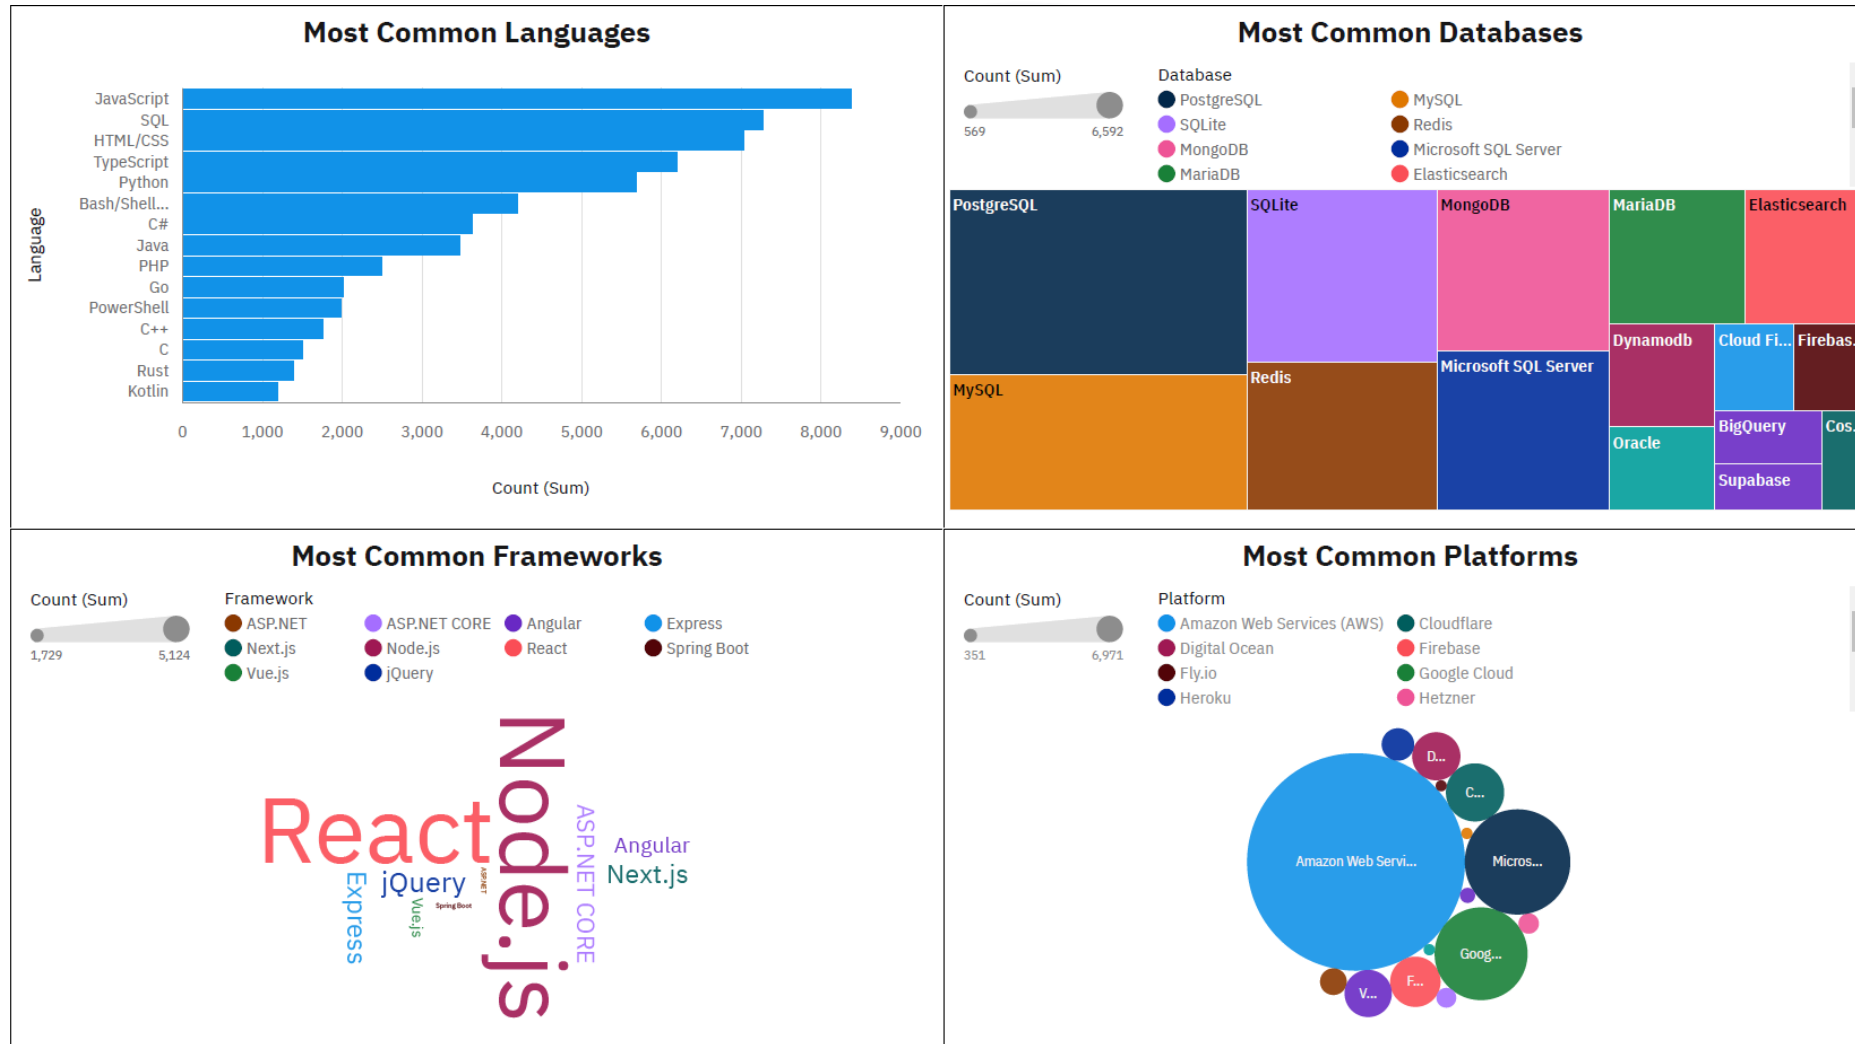 Most Common Languages
Language
JavaScript
SQL
HTML/CSS
TypeScript
Python
Bash/Shell...
C#
Java
PHP
Go
PowerShell
C++
C
Rust
Kotlin
0 1,000 2,000 3,000 4,000 5,000 6,000 7,000 8,000 9,000
Count (Sum)
Most Common Databases
Count (Sum)
569 6,592
Database
PostgreSQL MySQL
SQLite Redis
MongoDB Microsoft SQL Server
MariaDB Elasticsearch
PostgreSQL SQLite MongoDB MariaDB Elasticsearch
Dynamodb Cloud Fi... Firebas.
Microsoft SQL Server
Redis
MySQL
BigQuery Cos.
Oracle
Supabase
Most Common Frameworks
Count (Sum)
1,729 5,124
Framework
ASP.NET ASP.NET CORE Angular Express
Next.js Node.js React Spring Boot
Vue.js jQuery
Node.js
React
ASP.NET CORE
Angular
Next.js
Express
jQuery
ASP.NET
Vue.js
Spring Boot
Most Common Platforms
Count (Sum)
351 6,971
Platform
Amazon Web Services (AWS) Cloudflare
Digital Ocean Firebase
Fly.io Google Cloud
Heroku Hetzner
D...
C...
Amazon Web Servi...
Micros...
Goog...
F...
V...